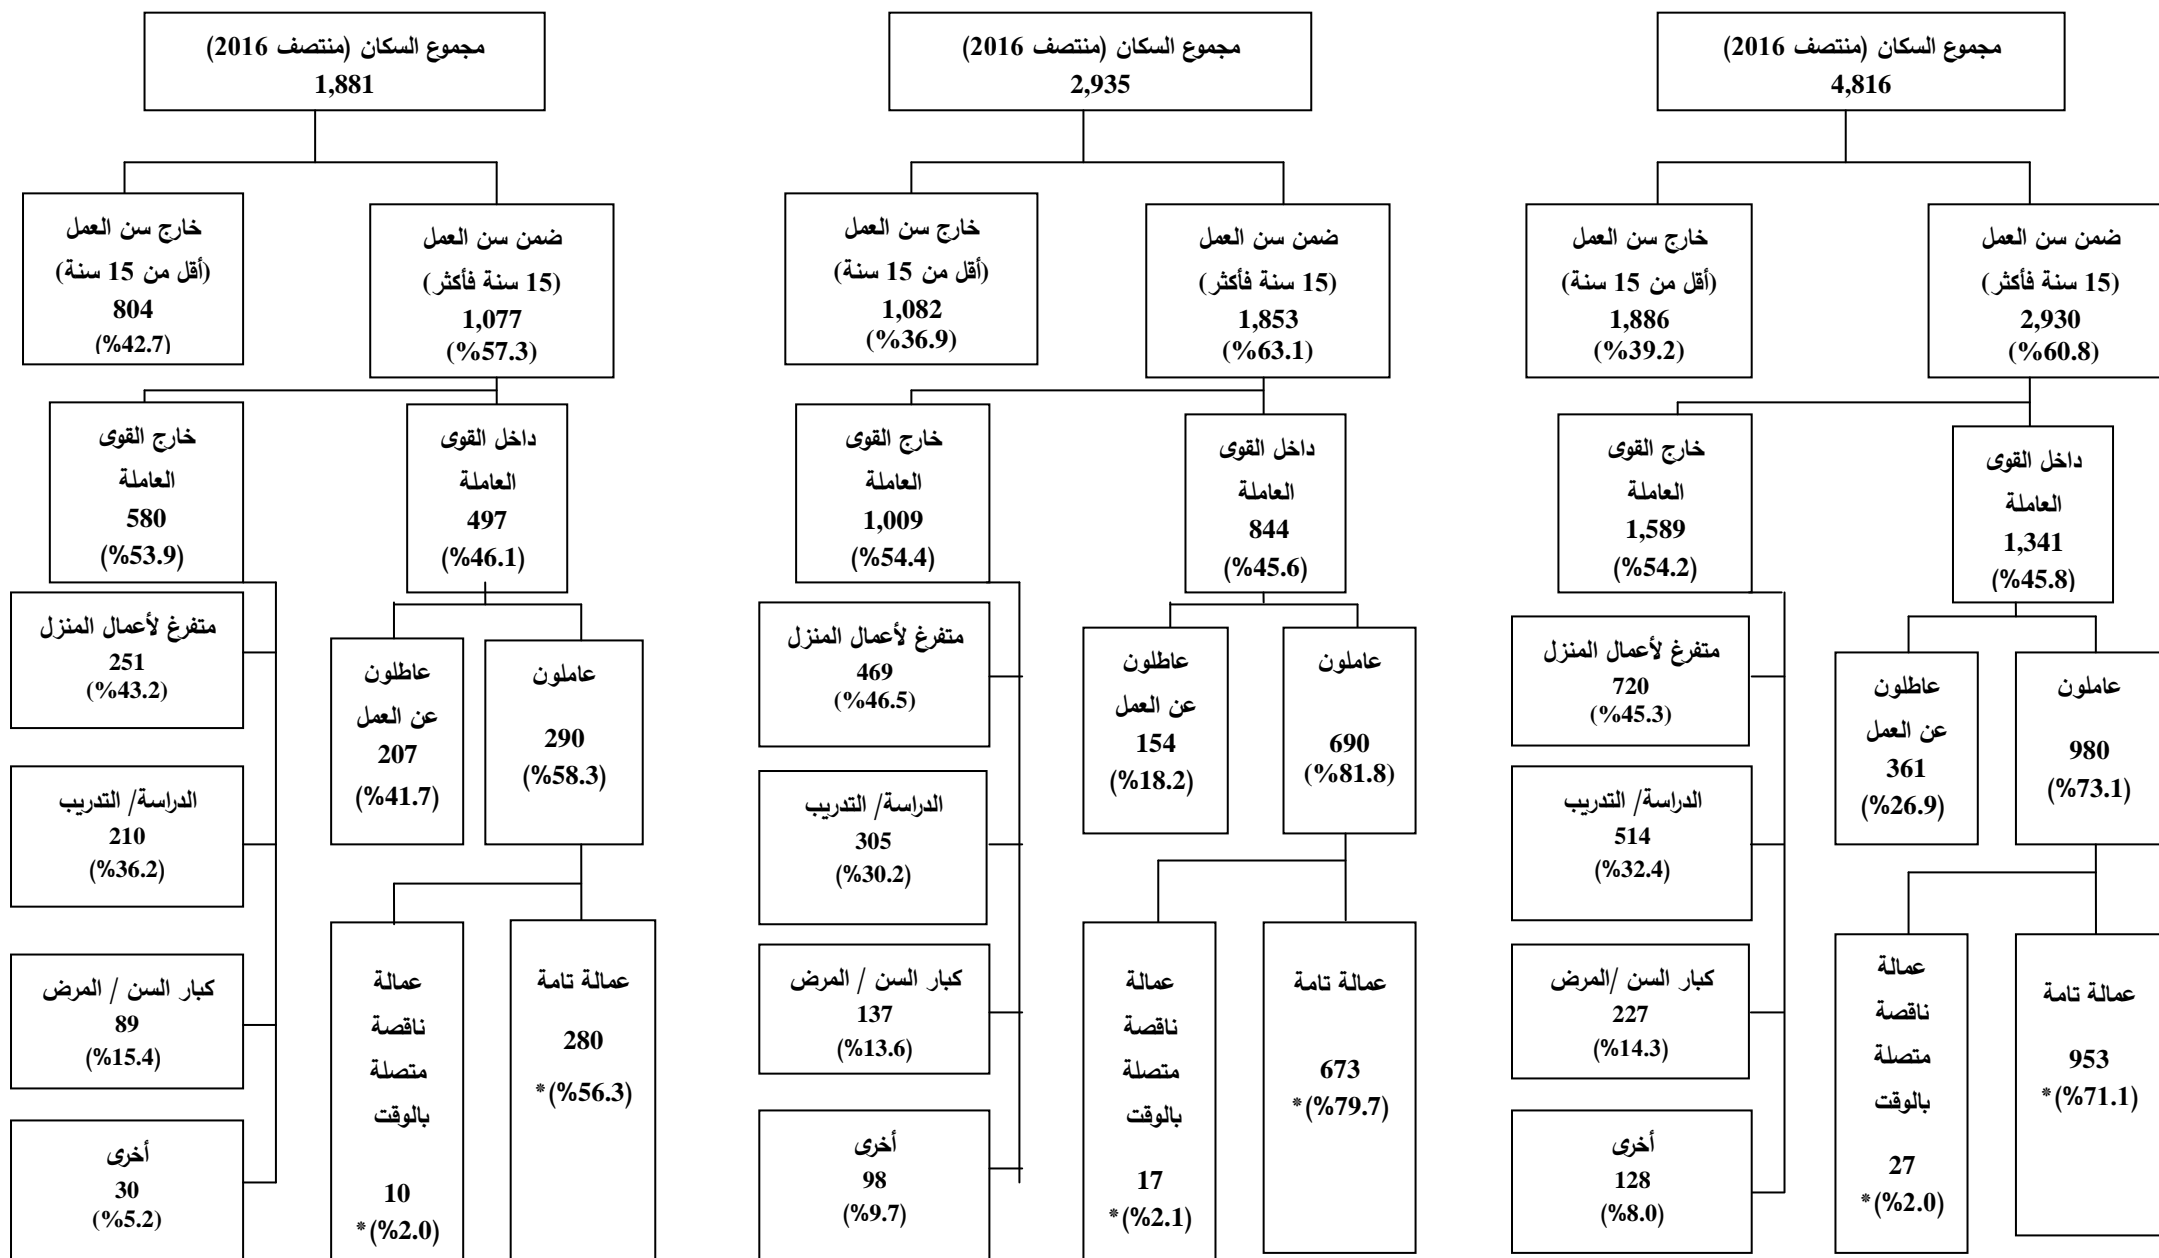 مجموع السكان (منتصف 2016)
4,816
ضمن سن العمل
(15 سنة فأكثر)
2,930
(%60.8)
خارج سن العمل
(أقل من 15 سنة)
1,886
(%39.2)
داخل القوى
العاملة
1,341
(%45.8)
خارج القوى
العاملة
1,589
(%54.2)
عاملون
980
(%73.1)
عاطلون
عن العمل
361
(%26.9)
متفرغ لأعمال المنزل
720
(%45.3)
الدراسة/ التدريب
514
(%32.4)
كبار السن /المرض
227
(%14.3)
أخرى
128
(%8.0)
عمالة تامة
953
*(%71.1)
عمالة
ناقصة
متصلة
بالوقت
27
*(%2.0)
مجموع السكان (منتصف 2016)
2,935
ضمن سن العمل
(15 سنة فأكثر)
1,853
(%63.1)
خارج سن العمل
(أقل من 15 سنة)
1,082
(%36.9)
داخل القوى
العاملة
844
(%45.6)
خارج القوى
العاملة
1,009
(%54.4)
عاملون
690
(%81.8)
عاطلون
عن العمل
154
(%18.2)
متفرغ لأعمال المنزل
469
(%46.5)
الدراسة/ التدريب
305
(%30.2)
كبار السن / المرض
137
(%13.6)
أخرى
98
(%9.7)
عمالة تامة
673
*(%79.7)
عمالة
ناقصة
متصلة
بالوقت
17
*(%2.1)
مجموع السكان (منتصف 2016)
1,881
ضمن سن العمل
(15 سنة فأكثر)
1,077
(%57.3)
خارج سن العمل
(أقل من 15 سنة)
804
(%42.7)
داخل القوى
العاملة
497
(%46.1)
خارج القوى
العاملة
580
(%53.9)
عاملون
290
(%58.3)
عاطلون
عن العمل
207
(%41.7)
متفرغ لأعمال المنزل
251
(%43.2)
الدراسة/ التدريب
210
(%36.2)
كبار السن / المرض
89
(%15.4)
أخرى
30
(%5.2)
عمالة تامة
280
*(%56.3)
عمالة
ناقصة
متصلة
بالوقت
10
*(%2.0)